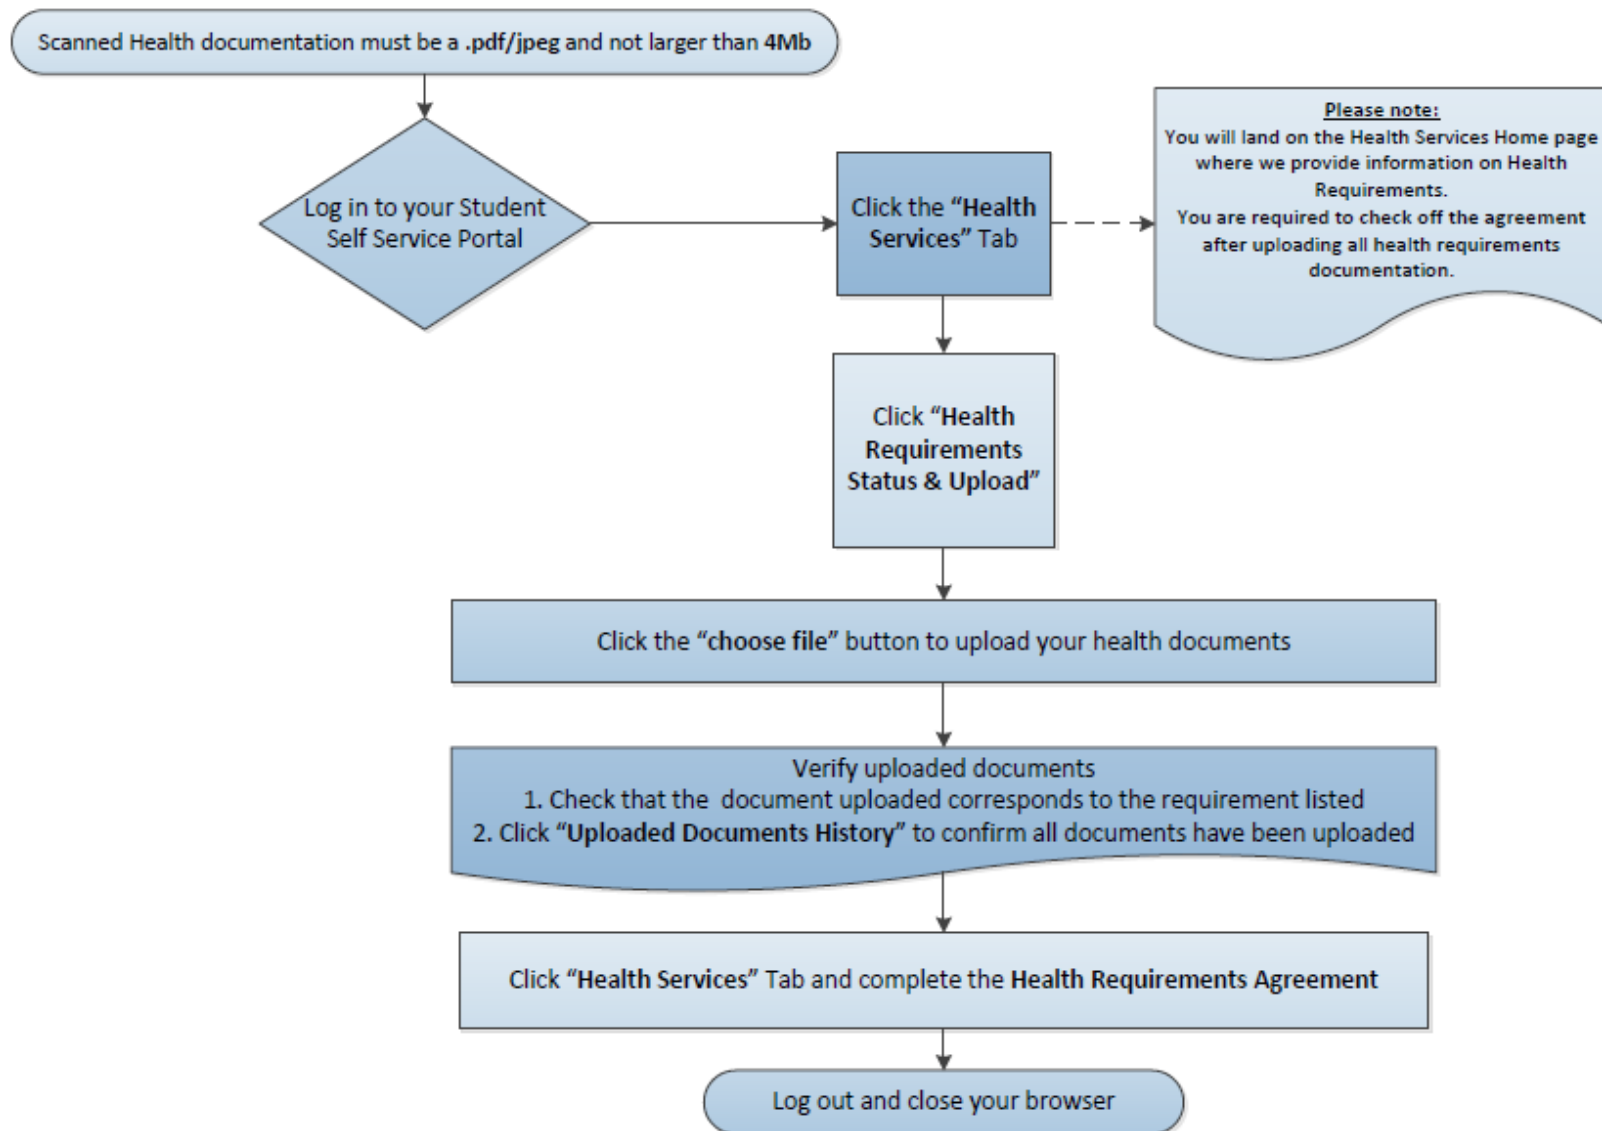 Scanned Health documentation must be a .pdf/jpeg and not larger than 4Mb
Log in to your Student
Self Service Portal
Click the “Health
Services” Tab
Please note:
You will land on the Health Services Home page
where we provide information on Health
Requirements.
You are required to check off the agreement
after uploading all health requirements
documentation.
Click “Health
Requirements
Status & Upload”
Click the “choose file” button to upload your health documents
Verify uploaded documents
1. Check that the document uploaded corresponds to the requirement listed
2. Click “Uploaded Documents History” to confirm all documents have been uploaded
Click “Health Services” Tab and complete the Health Requirements Agreement
Log out and close your browser